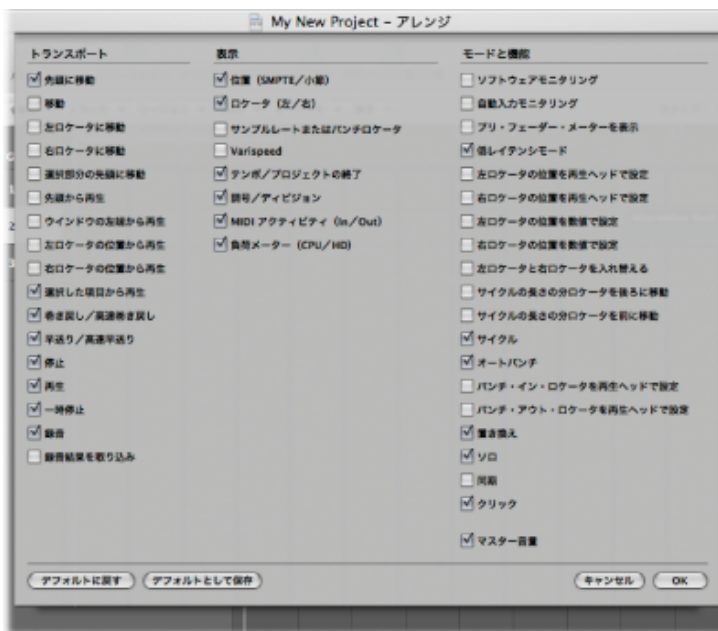 My New Project – アレンジ
トランスポート
先頭に移動
移動
左ロケータに移動
右ロケータに移動
選択部分の先頭に移動
先頭から再生
ウインドウの左端から再生
左ロケータの位置から再生
右ロケータの位置から再生
選択した項目から再生
巻き戻し／高速巻き戻し
早送り／高速早送り
停止
再生
一時停止
録音
録音結果を取り込み
表示
位置（SMPTE／小節）
ロケータ（左／右）
サンプルレートまたはパンチロケータ
Varispeed
テンポ／プロジェクトの終了
拍号／ディビジョン
MIDI アクティビティ（In／Out）
負荷メーター（CPU／HD）
モードと機能
ソフトウェアモニタリング
自動入力モニタリング
プリ・フェーダー・メーターを表示
低レイテンシモード
左ロケータの位置を再生ヘッドで設定
右ロケータの位置を再生ヘッドで設定
左ロケータの位置を数値で設定
右ロケータの位置を数値で設定
左ロケータと右ロケータを入れ替える
サイクルの長さの分ロケータを後ろに移動
サイクルの長さの分ロケータを前に移動
サイクル
オートパンチ
パンチ・イン・ロケータを再生ヘッドで設定
パンチ・アウト・ロケータを再生ヘッドで設定
置き換え
ソロ
同期
クリック
マスター音量
デフォルトに戻す
デフォルトとして保存
キャンセル
OK